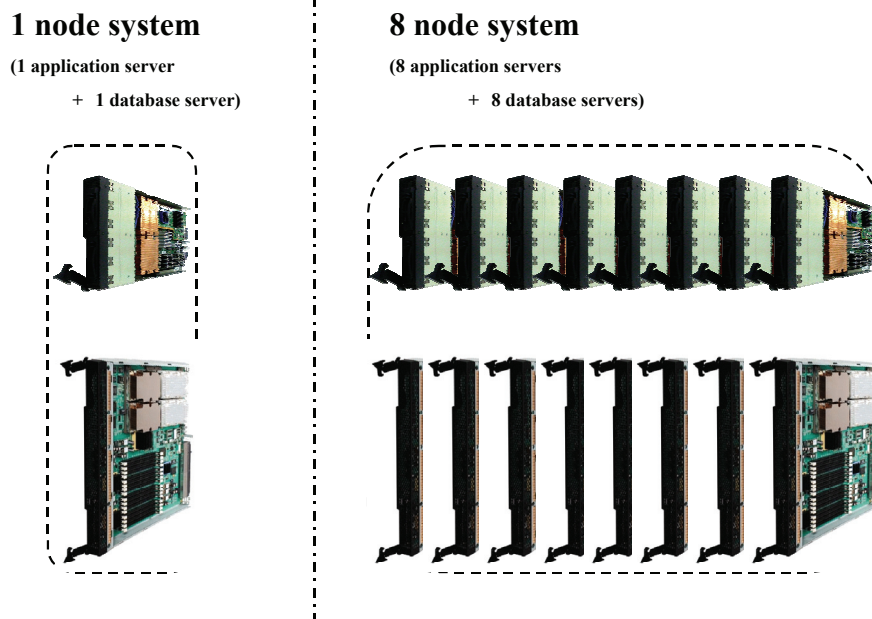 1 node system
(1 application server
+ 1 database server)
8 node system
(8 application servers
+ 8 database servers)